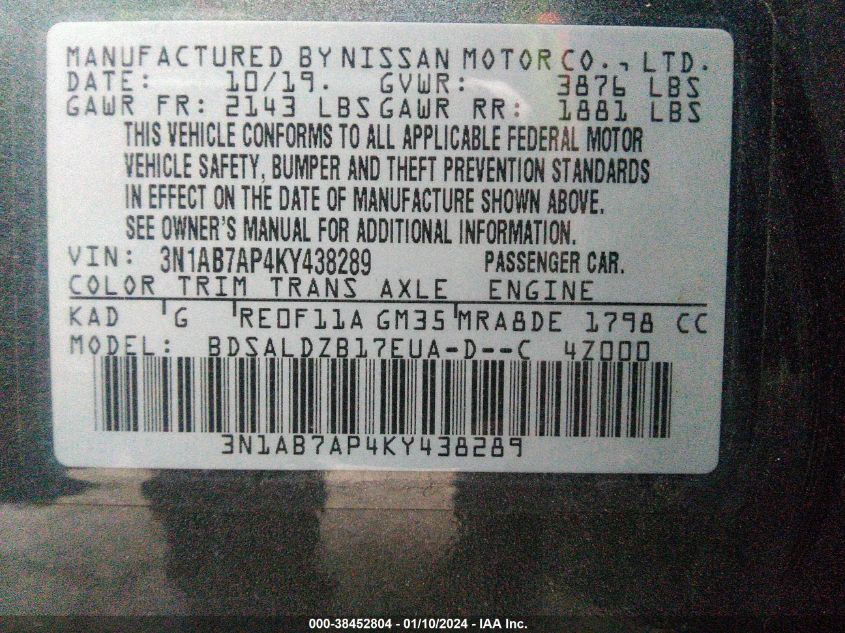 MANUFACTURED BY NISSAN MOTOR CO., LTD.
DATE: 10/19. GVWR: 3876 LBS
GAWR FR: 2143 LBS GAWR RR: 1881 LBS
THIS VEHICLE CONFORMS TO ALL APPLICABLE FEDERAL MOTOR
VEHICLE SAFETY, BUMPER AND THEFT PREVENTION STANDARDS
IN EFFECT ON THE DATE OF MANUFACTURE SHOWN ABOVE.
SEE OWNER'S MANUAL FOR ADDITIONAL INFORMATION.
VIN: 3N1AB7AP4KY438289 PASSENGER CAR.
COLOR TRIM TRANS AXLE ENGINE
KAD G RE0F11A GM35 MRA8DE 1798 CC
MODEL: BDSALDZB17EUA-D--C 4Z000
3N1AB7AP4KY438289
000-38452804 - 01/10/2024 - IAA Inc.